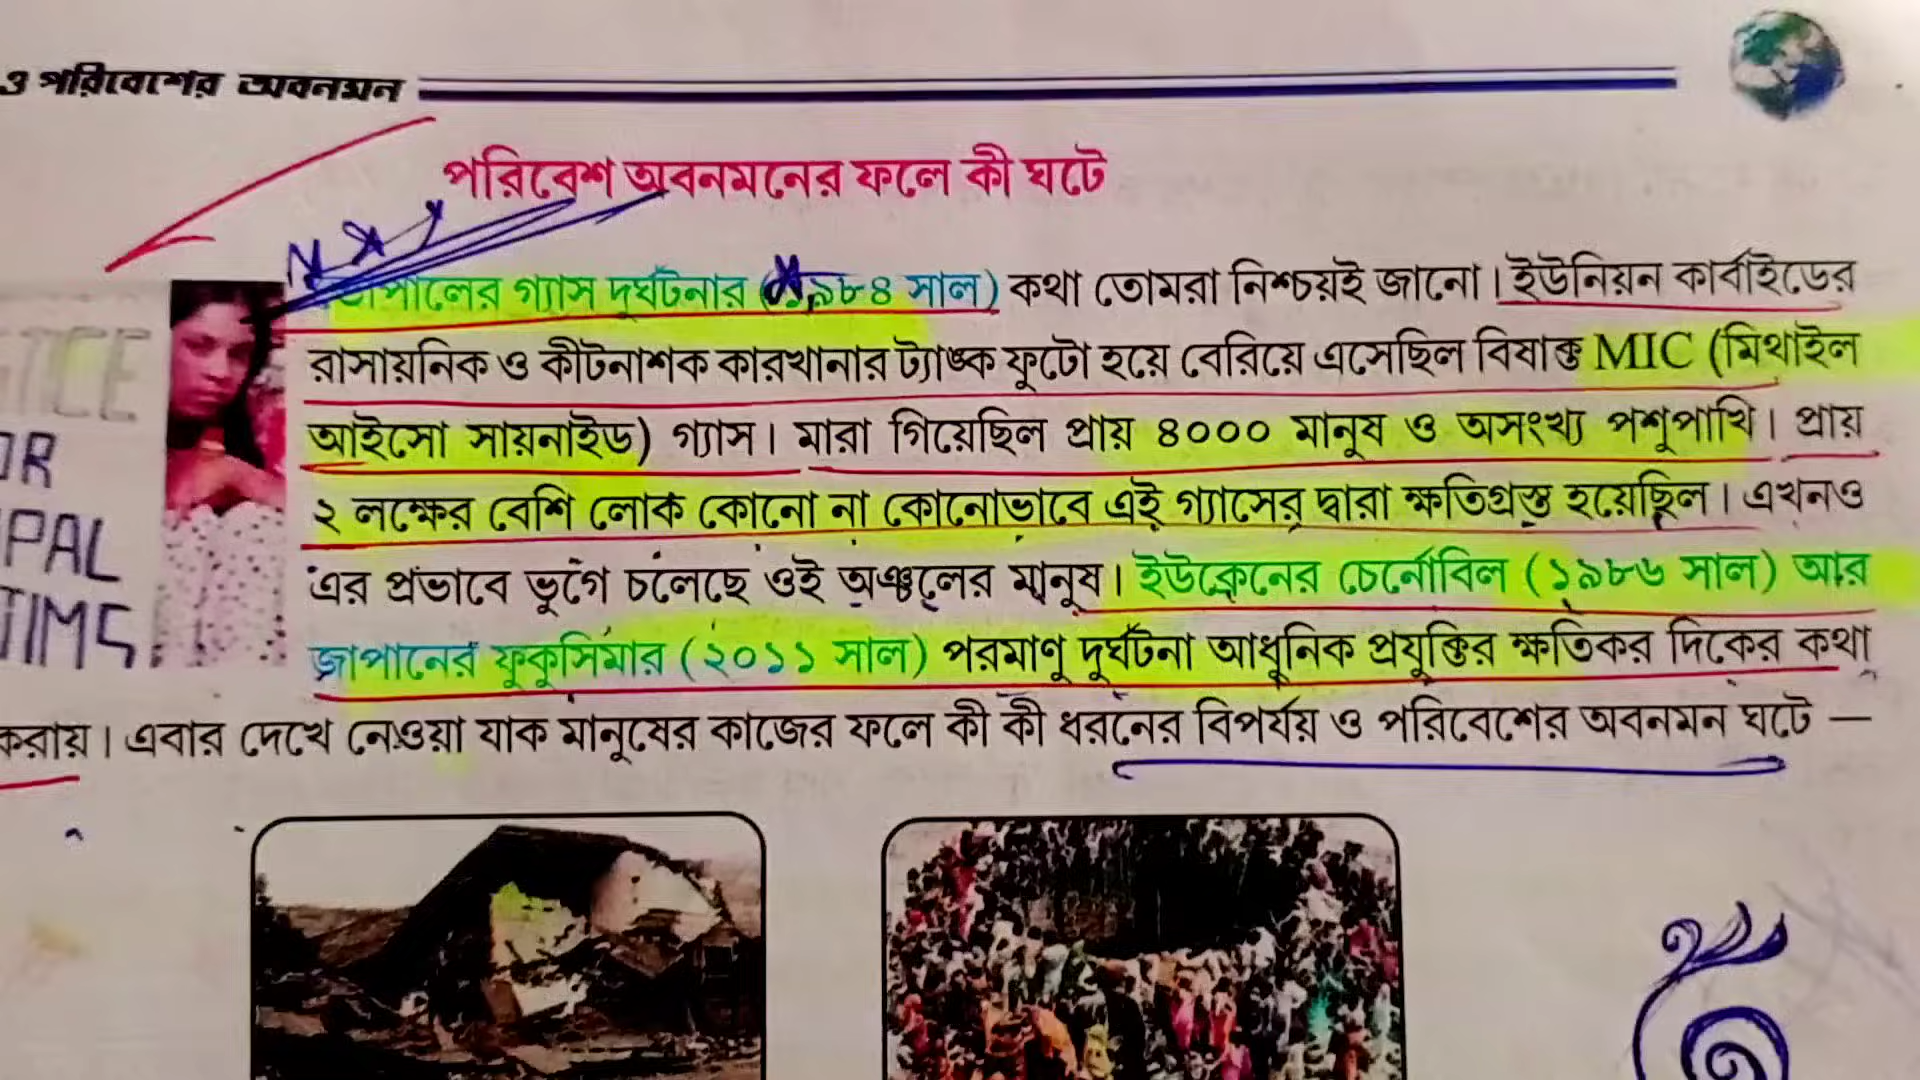 ও পরিবেশের অবনমন
পরিবেশ অবনমনের ফলে কী ঘটে
গ্যাস দুর্ঘটনার (১৯৮৪ সাল) কথা তোমরা নিশ্চয়ই জানো। ইউনিয়ন কার্বাইডের
রাসায়নিক ও কীটনাশক কারখানার ট্যাঙ্ক ফুটো হয়ে বেরিয়ে এসেছিল বিষাক্ত MIC (মিথাইল
আইসো সায়নাইড) গ্যাস। মারা গিয়েছিল প্রায় ৪০০০ মানুষ ও অসংখ্য পশুপাখি। প্রায়
২ লক্ষের বেশি লোক কোনো না কোনোভাবে এই গ্যাসের দ্বারা ক্ষতিগ্রস্ত হয়েছিল। এখনও
এর প্রভাবে ভুগে চলেছে ওই অঞ্চলের মানুষ। ইউক্রেনের চের্নোবিল (১৯৮৬ সাল) আর
জাপানের ফুকুসিমার (২০১১ সাল) পরমাণু দুর্ঘটনা আধুনিক প্রযুক্তির ক্ষতিকর দিকের কথা
করায়। এবার দেখে নেওয়া যাক মানুষের কাজের ফলে কী কী ধরনের বিপর্যয় ও পরিবেশের অবনমন ঘটে —
TICE
OR
PAL
TIMS